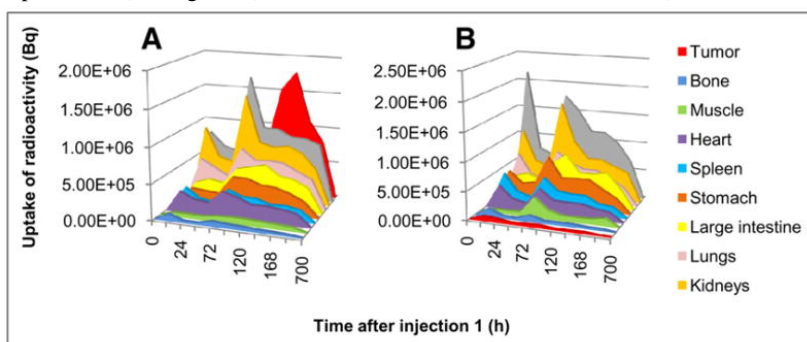 A
B
Uptake of radioactivity (Bq)
2.00E+06
1.50E+06
1.00E+06
5.00E+05
0.00E+00
0
24
72
120
168
700
2.50E+06
2.00E+06
1.50E+06
1.00E+06
5.00E+05
0.00E+00
0
24
72
120
168
700
Tumor
Bone
Muscle
Heart
Spleen
Stomach
Large intestine
Lungs
Kidneys
Time after injection 1 (h)